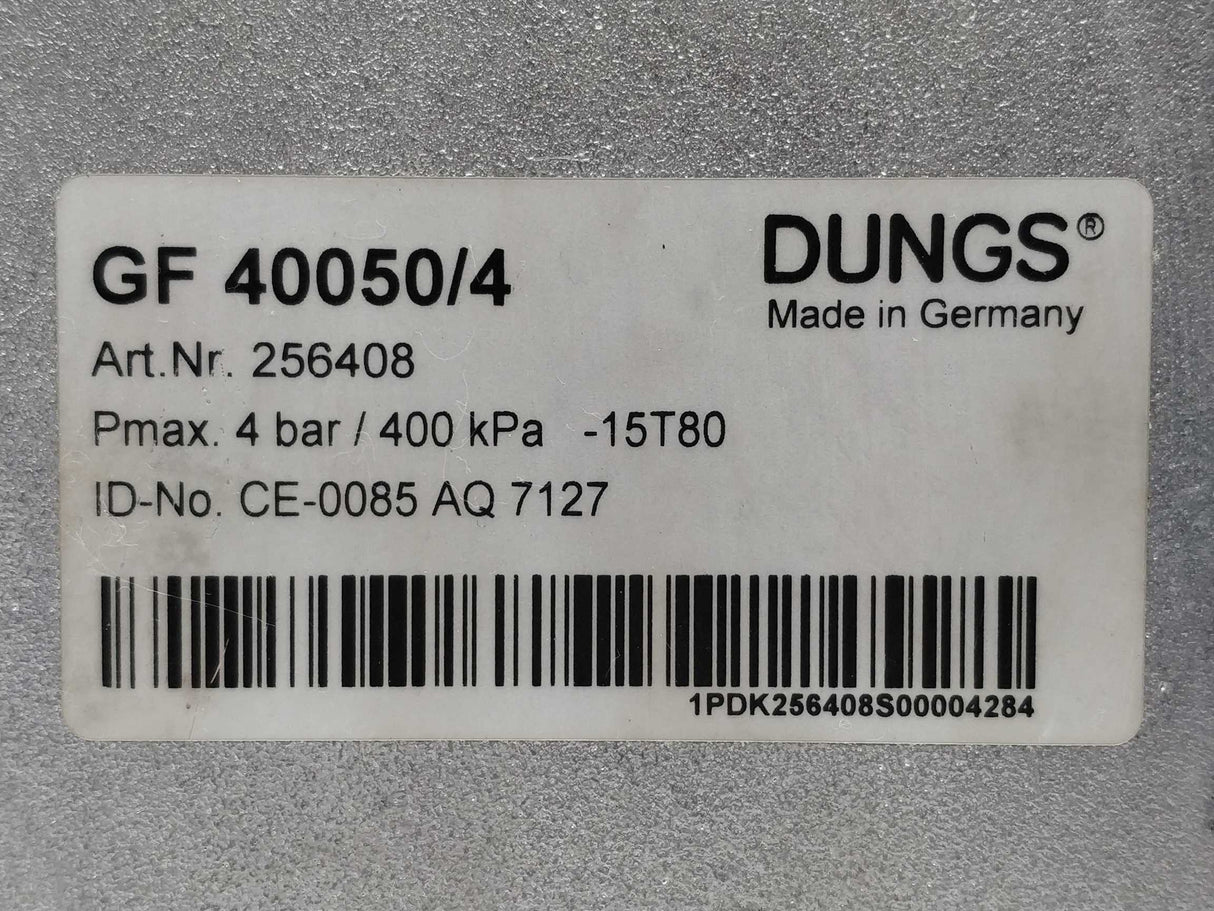 GF 40050/4
DUNGS®
Made in Germany
Art.Nr. 256408
Pmax. 4 bar / 400 kPa -15T80
ID-No. CE-0085 AQ 7127
1PDK256408S00004284